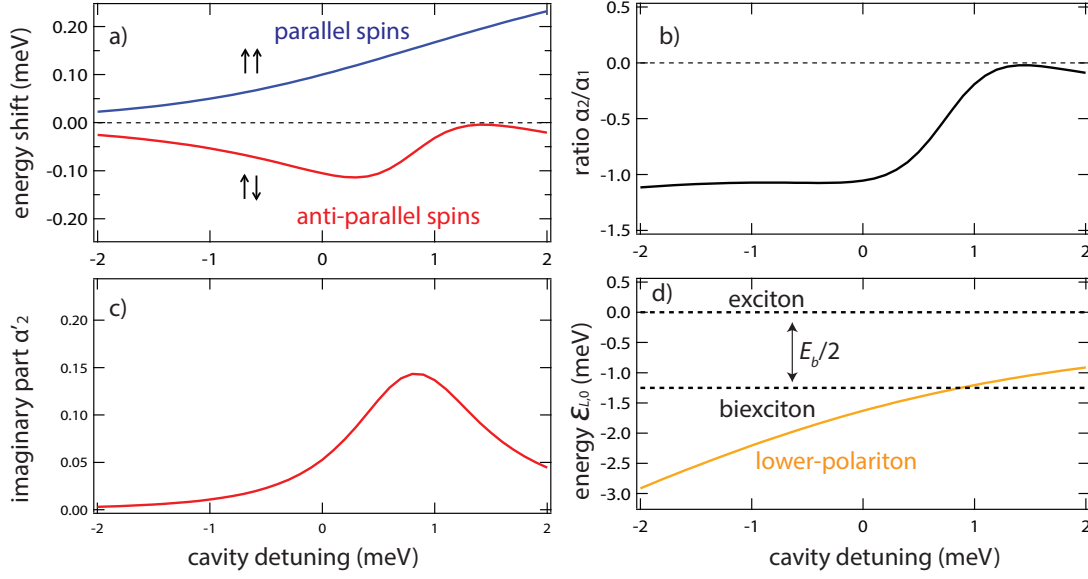 a)
parallel spins
↑↑
↑↓
anti-parallel spins
energy shift (meV)
0.20
0.10
0.00
-0.10
-0.20
-2
-1
0
1
2
b)
ratio α2/α1
0.5
0.0
-0.5
-1.0
-1.5
-2
-1
0
1
2
c)
imaginary part α'2
0.20
0.15
0.10
0.05
0.00
-2
-1
0
1
2
cavity detuning (meV)
d)
exciton
Eb/2
biexciton
lower-polariton
energy ƐL,0 (meV)
0.5
0.0
-0.5
-1.0
-1.5
-2.0
-2.5
-3.0
-2
-1
0
1
2
cavity detuning (meV)